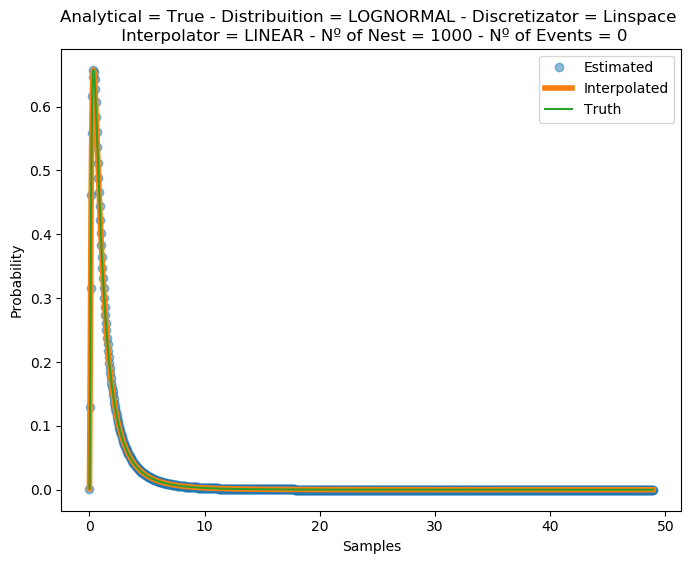 Analytical = True - Distribuition = LOGNORMAL - Discretizator = Linspace
Interpolator = LINEAR - Nº of Nest = 1000 - Nº of Events = 0
Estimated
Interpolated
Truth
Probability
0.6
0.5
0.4
0.3
0.2
0.1
0.0
0
10
20
30
40
50
Samples